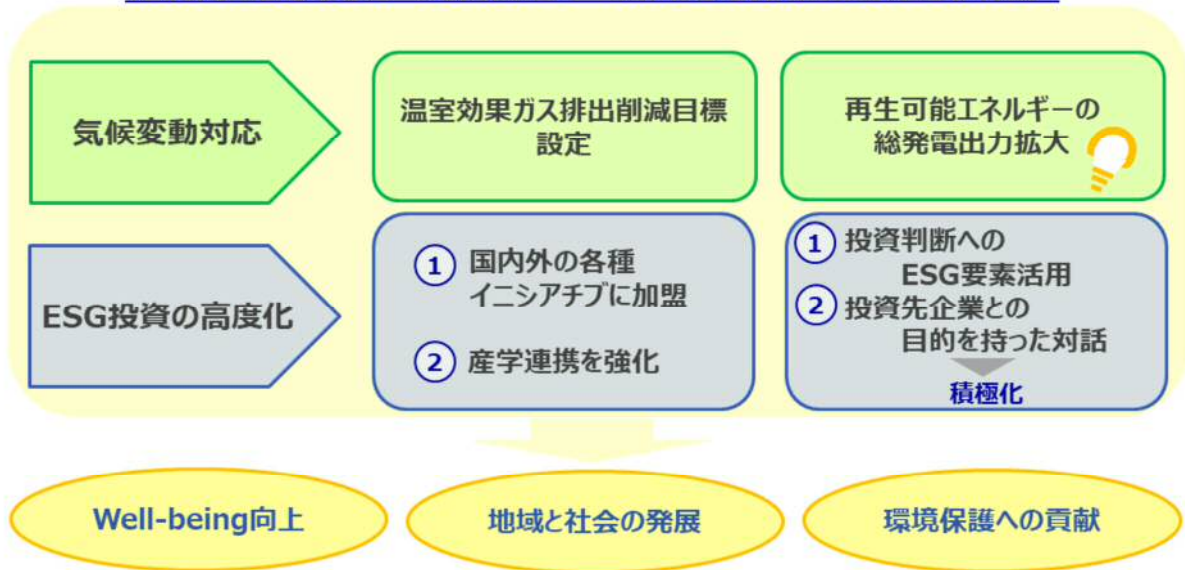 気候変動対応
温室効果ガス排出削減目標
設定
再生可能エネルギーの
総発電出力拡大
ESG投資の高度化
① 国内外の各種
イニシアチブに加盟
② 産学連携を強化
① 投資判断への
ESG要素活用
② 投資先企業との
目的を持った対話
積極化
Well-being向上
地域と社会の発展
環境保護への貢献